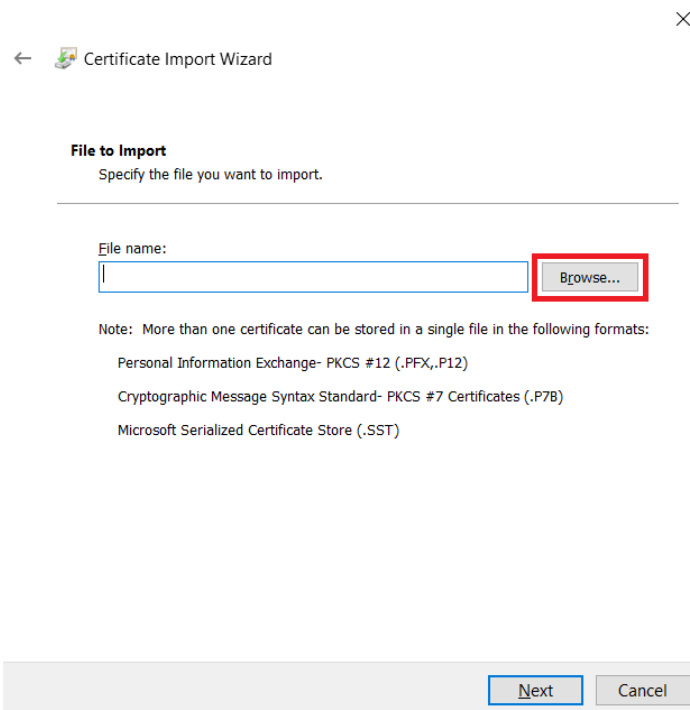 Certificate Import Wizard
File to Import
Specify the file you want to import.
File name:
Browse...
Note: More than one certificate can be stored in a single file in the following formats:
Personal Information Exchange- PKCS #12 (.PFX,.P12)
Cryptographic Message Syntax Standard- PKCS #7 Certificates (.P7B)
Microsoft Serialized Certificate Store (.SST)
Next Cancel